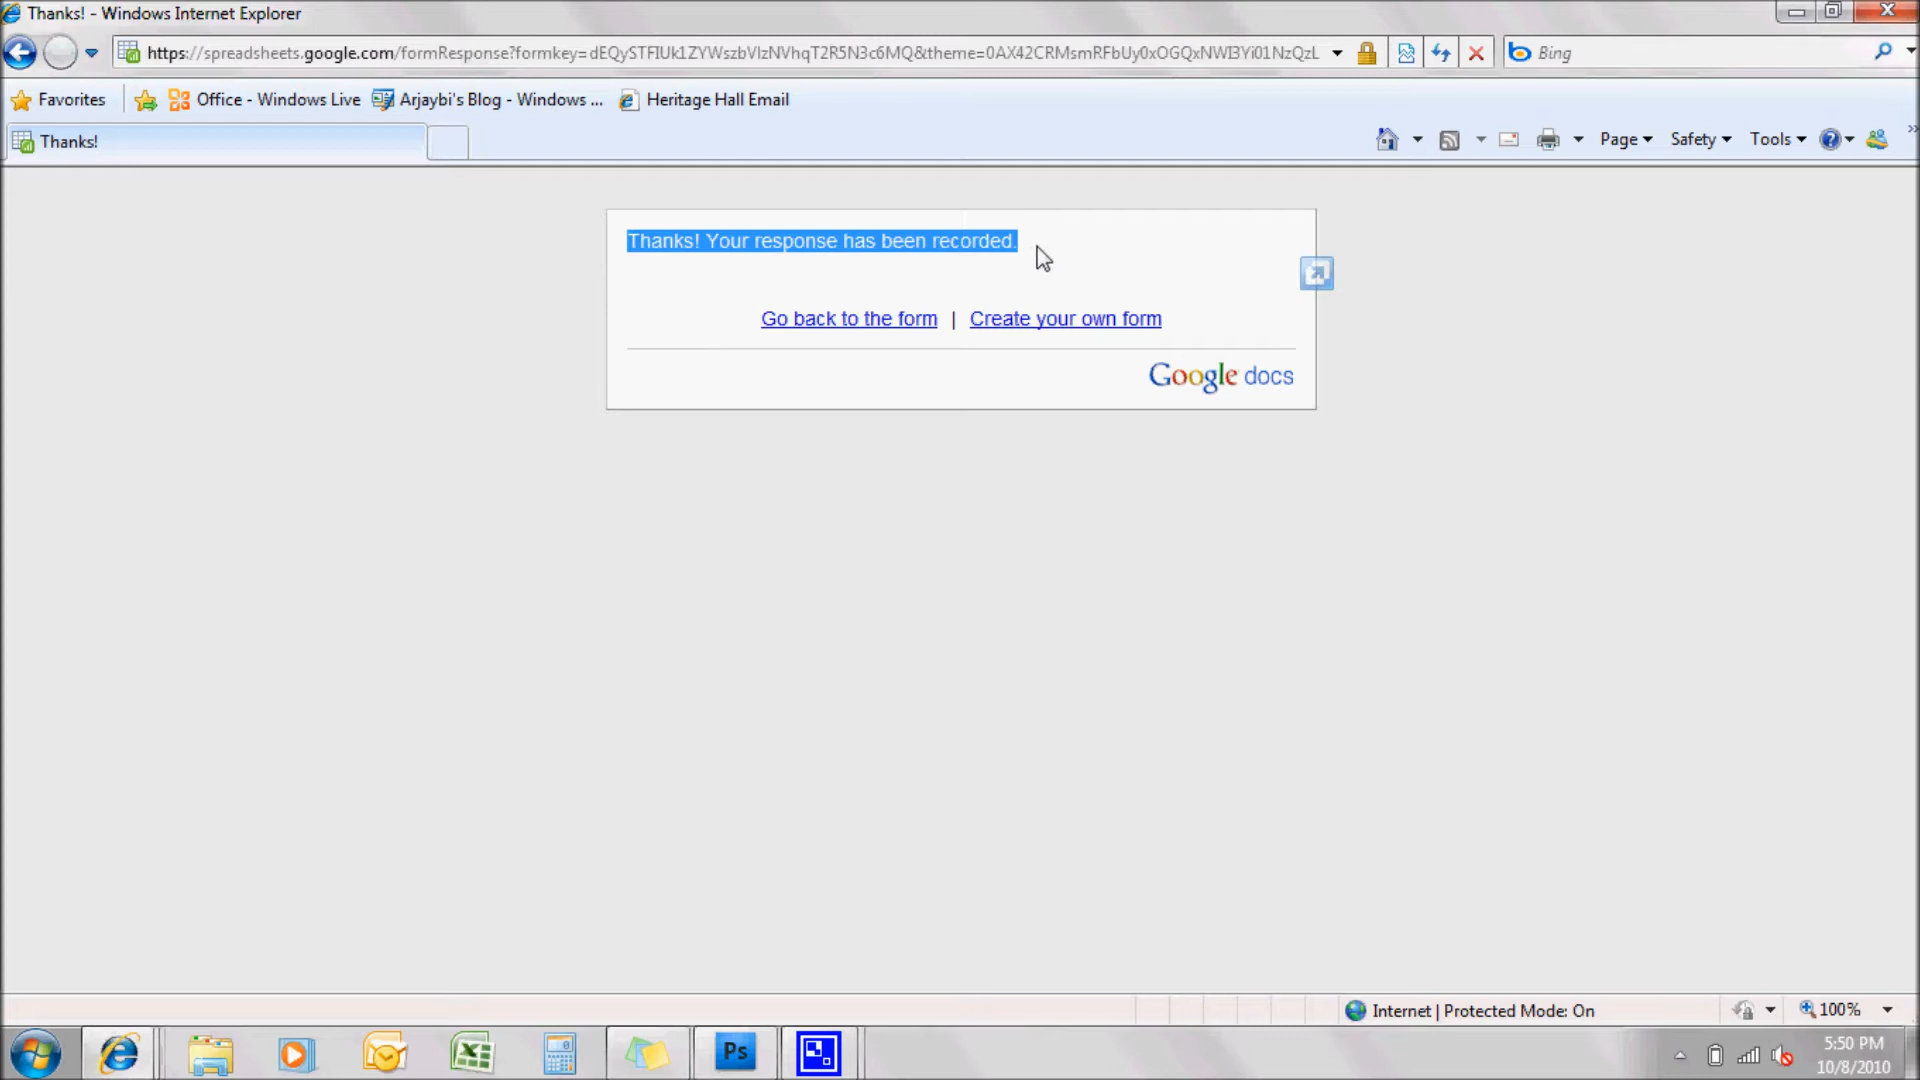 Thanks! - Windows Internet Explorer
https://spreadsheets.google.com/formResponse?formkey=dEQySTFIUk1ZYWszbVIzNVhqT2R5N3c6MQ&theme=0AX42CRMsmRFbUy0xOGQxNWI3Yi01NzQzL
Bing
Favorites
Office - Windows Live
Arjaybi's Blog - Windows ...
Heritage Hall Email
Thanks!
Page
Safety
Tools
Thanks! Your response has been recorded.
Go back to the form | Create your own form
Google docs
Internet | Protected Mode: On
100%
Ps
5:50 PM
10/8/2010